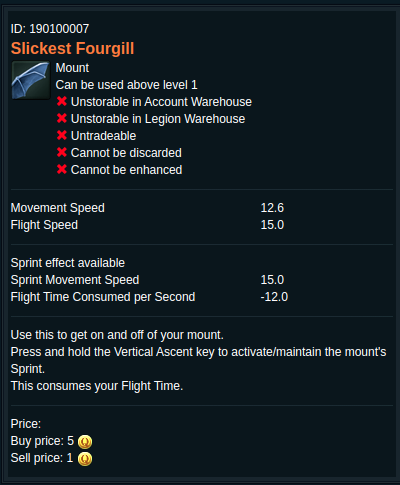 ID: 190100007
Slickest Fourgill
Mount
Can be used above level 1
Unstorable in Account Warehouse
Unstorable in Legion Warehouse
Untradeable
Cannot be discarded
Cannot be enhanced
Movement Speed 12.6
Flight Speed 15.0
Sprint effect available
Sprint Movement Speed 15.0
Flight Time Consumed per Second -12.0
Use this to get on and off of your mount.
Press and hold the Vertical Ascent key to activate/maintain the mount's
Sprint.
This consumes your Flight Time.
Price:
Buy price: 5
Sell price: 1